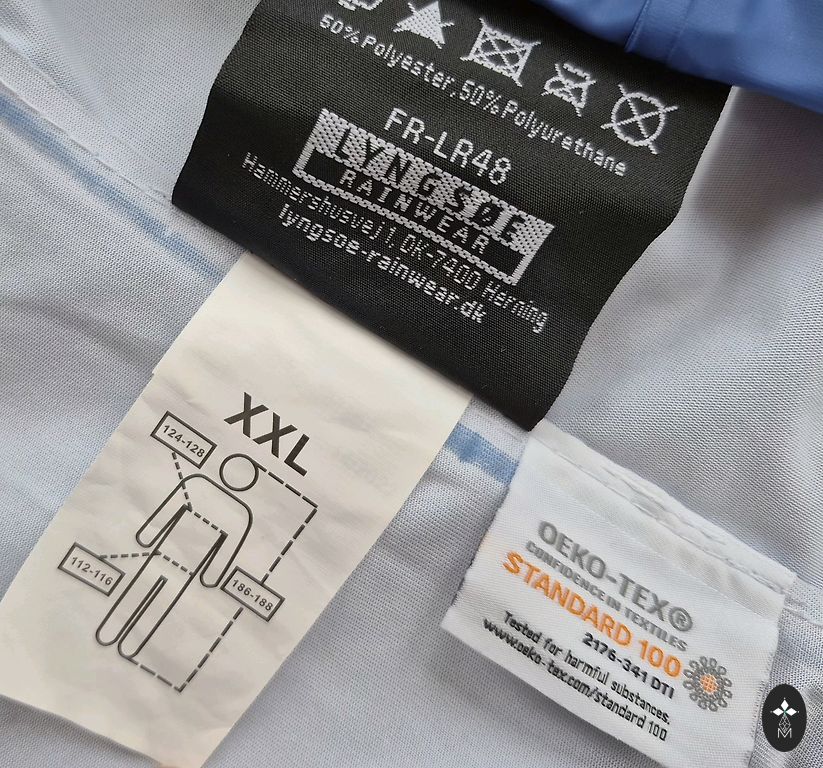 50%Polyester,50%Polyurethane
FR-LR48
LYNGSØE
RAINWEAR
Hammershusvej 1, DK-7400 Herning
lyngsoe-rainwear.dk
XXL
124-128
112-116
186-188
OEKO-TEX®
CONFIDENCE IN TEXTILES
STANDARD 100
2176-341 DTI
Tested for harmful substances.
www.oeko-tex.com/standard 100
M